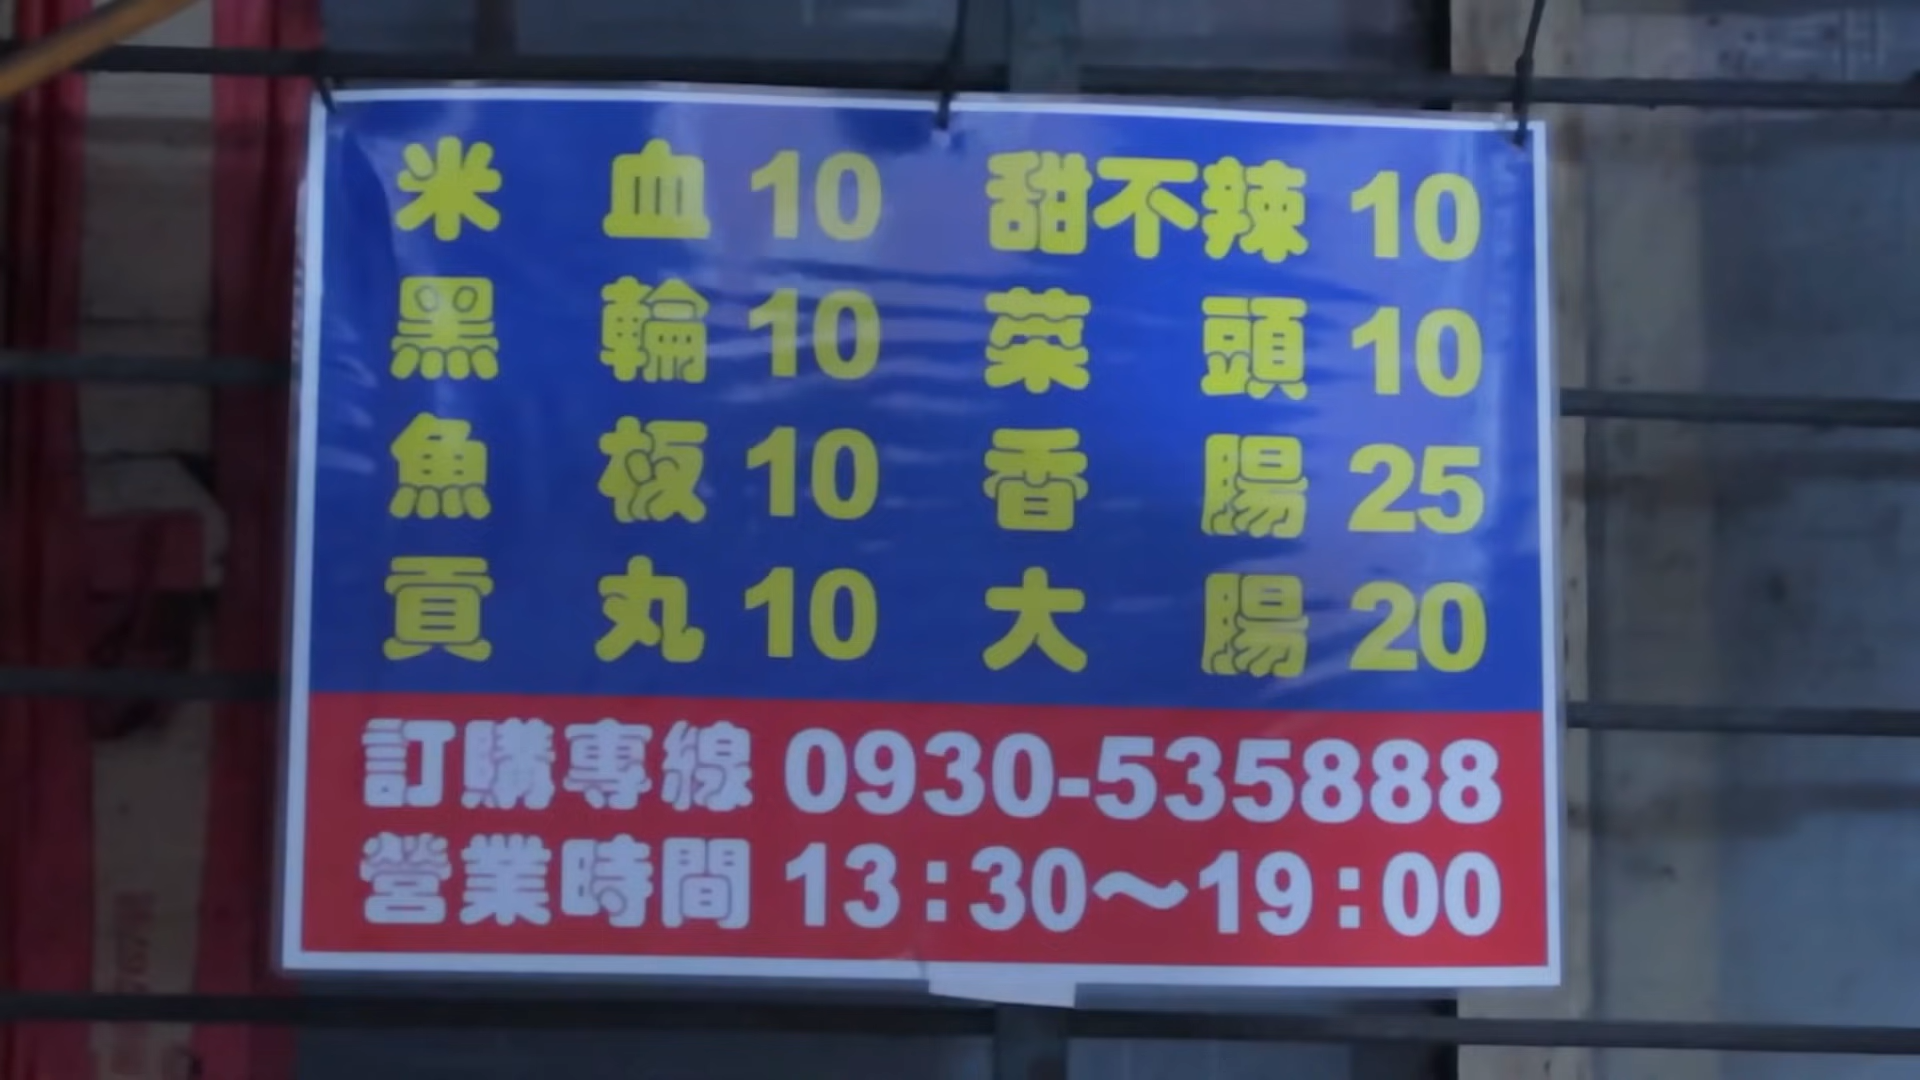 米血 10 甜不辣 10
黑輪 10 菜頭 10
魚板 10 香腸 25
貢丸 10 大腸 20
訂購專線 0930-535888
營業時間 13:30~19:00